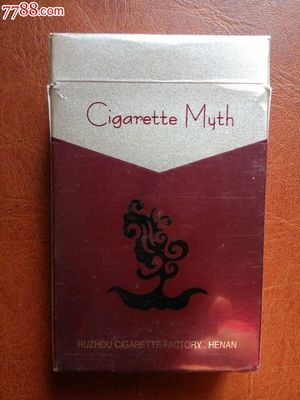 7788.com
Cigarette Myth
RUZHOU CIGARETTE FACTORY . HENAN